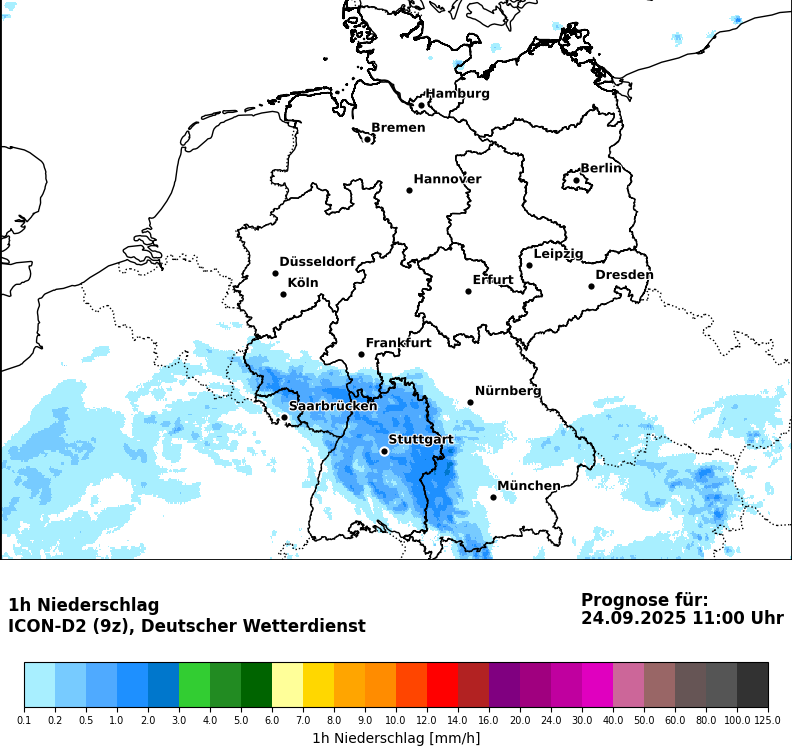 Hamburg
Bremen
Berlin
Hannover
Leipzig
Düsseldorf
Dresden
Köln
Erfurt
Frankfurt
Nürnberg
Saarbrücken
Stuttgart
München
1h Niederschlag
ICON-D2 (9z), Deutscher Wetterdienst
Prognose für:
24.09.2025 11:00 Uhr
0.1 0.2 0.5 1.0 2.0 3.0 4.0 5.0 6.0 7.0 9.0 10.0 12.0 14.0 16.0 20.0 24.0 30.0 40.0 50.0 60.0 80.0 100.0 125.0
1h Niederschlag [mm/h]